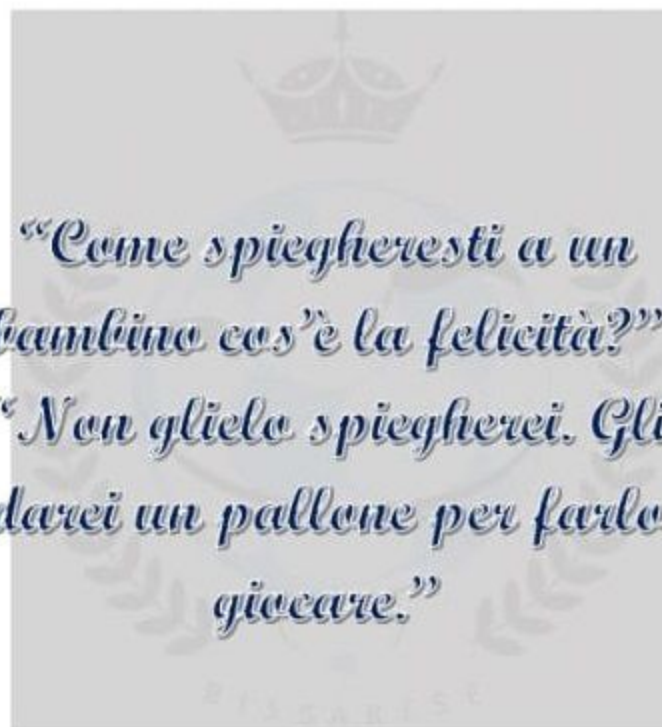 “Come spiegheresti a un
bambino cos’è la felicità?”
“Non glielo spiegherei. Gli
darei un pallone per farlo
giocare.”